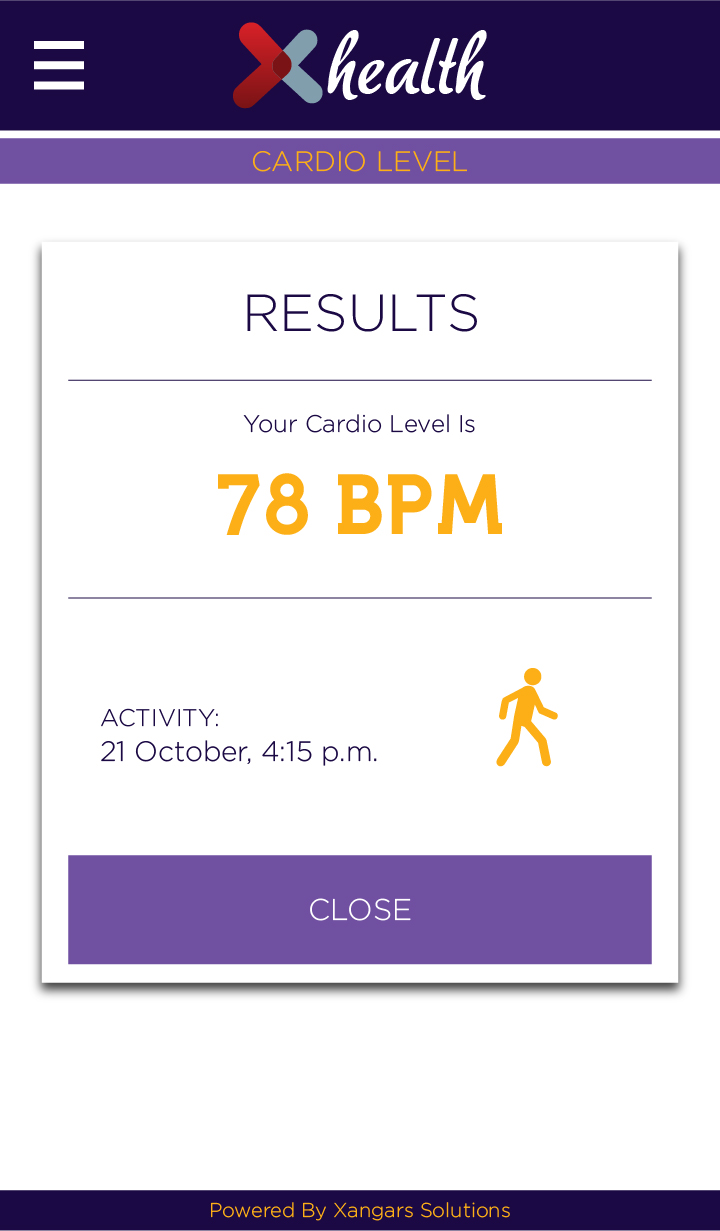 Xhealth
CARDIO LEVEL
RESULTS
Your Cardio Level Is
78 BPM
ACTIVITY:
21 October, 4:15 p.m.
CLOSE
Powered By Xangars Solutions